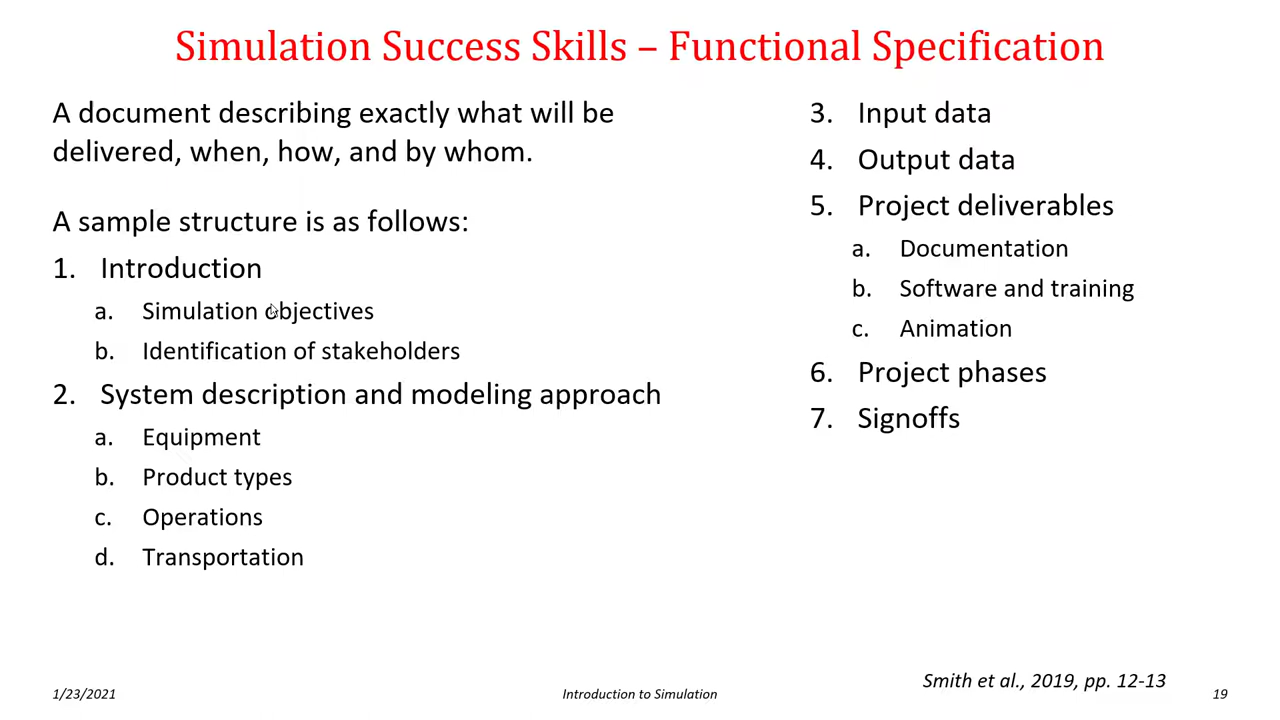 Simulation Success Skills – Functional Specification
A document describing exactly what will be
delivered, when, how, and by whom.
A sample structure is as follows:
1. Introduction
a. Simulation objectives
b. Identification of stakeholders
2. System description and modeling approach
a. Equipment
b. Product types
c. Operations
d. Transportation
3. Input data
4. Output data
5. Project deliverables
a. Documentation
b. Software and training
c. Animation
6. Project phases
7. Signoffs
Smith et al., 2019, pp. 12-13
1/23/2021
Introduction to Simulation
19